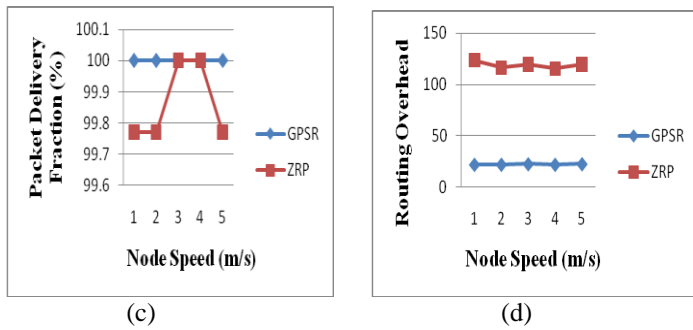 Packet Delivery
Fraction (%)
100.1
100
99.9
99.8
99.7
99.6
1 2 3 4 5
Node Speed (m/s)
GPSR
ZRP
(c)
Routing Overhead
150
100
50
0
1 2 3 4 5
Node Speed (m/s)
GPSR
ZRP
(d)